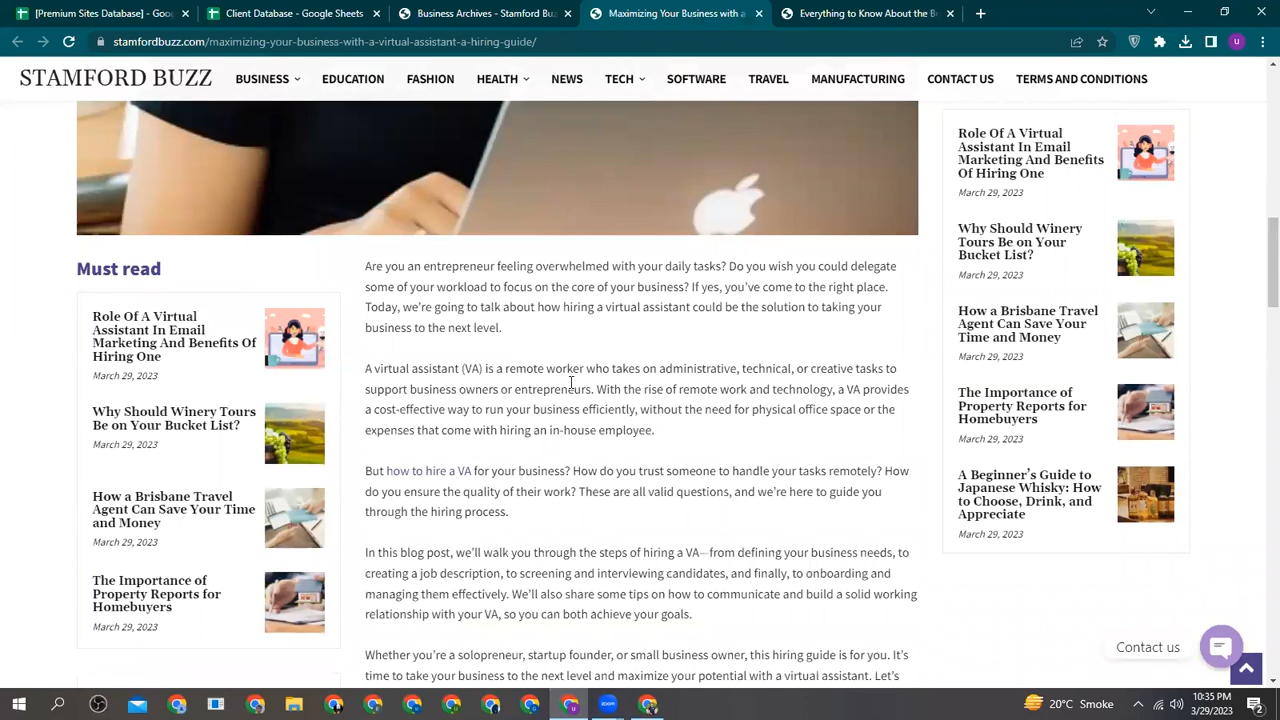 [Template] Google Docs - Google S
Client Dashboard - Google Sheets
Virtual Assistant Archives - Buz
Maximizing Your Business with a
Everything You Need to Know About the B
stamfordbuzz.com/maximizing-your-business-with-a-virtual-assistant-a-hiring-guide/
u
STAMFORD BUZZ
BUSINESS
EDUCATION
FASHION
HEALTH
NEWS
TECH
SOFTWARE
TRAVEL
MANUFACTURING
CONTACT US
TERMS AND CONDITIONS
Must read
Role Of A Virtual
Assistant In Email
Marketing And Benefits Of
Hiring One
March 29, 2023
Why Should Winery Tours
Be on Your Bucket List?
March 29, 2023
How a Brisbane Travel
Agent Can Save Your Time
and Money
March 29, 2023
The Importance of
Property Reports for
Homebuyers
March 29, 2023
Are you an entrepreneur feeling overwhelmed with your daily tasks? Do you wish you could delegate
some of your workload to focus on the core of your business? If yes, you've come to the right place.
Today, we're going to talk about how hiring a virtual assistant could be the solution to taking your
business to the next level.
A virtual assistant (VA) is a remote worker who takes on administrative, technical, or creative tasks to
support business owners or entrepreneurs. With the rise of remote work and technology, a VA provides
a cost-effective way to run your business efficiently, without the need for physical office space or the
expenses that come with hiring an in-house employee.
But how to hire a VA for your business? How do you trust someone to handle your tasks remotely? How
do you ensure the quality of their work? These are all valid questions, and we're here to guide you
through the hiring process.
In this blog post, we'll walk you through the steps of hiring a VA—from defining your business needs, to
creating a job description, to screening and interviewing candidates, and finally, to onboarding and
managing them effectively. We'll also share some tips on how to communicate and build a solid working
relationship with your VA, so you can both achieve your goals.
Whether you're a solopreneur, startup founder, or small business owner, this hiring guide is for you. It's
time to take your business to the next level and maximize your potential with a virtual assistant. Let's
Role Of A Virtual
Assistant In Email
Marketing And Benefits
Of Hiring One
March 29, 2023
Why Should Winery
Tours Be on Your
Bucket List?
March 29, 2023
How a Brisbane Travel
Agent Can Save Your
Time and Money
March 29, 2023
The Importance of
Property Reports for
Homebuyers
March 29, 2023
A Beginner's Guide to
Japanese Whisky: How
to Choose, Drink, and
Appreciate
March 29, 2023
Contact us
20°C Smoke
10:35 PM
3/29/2023
2